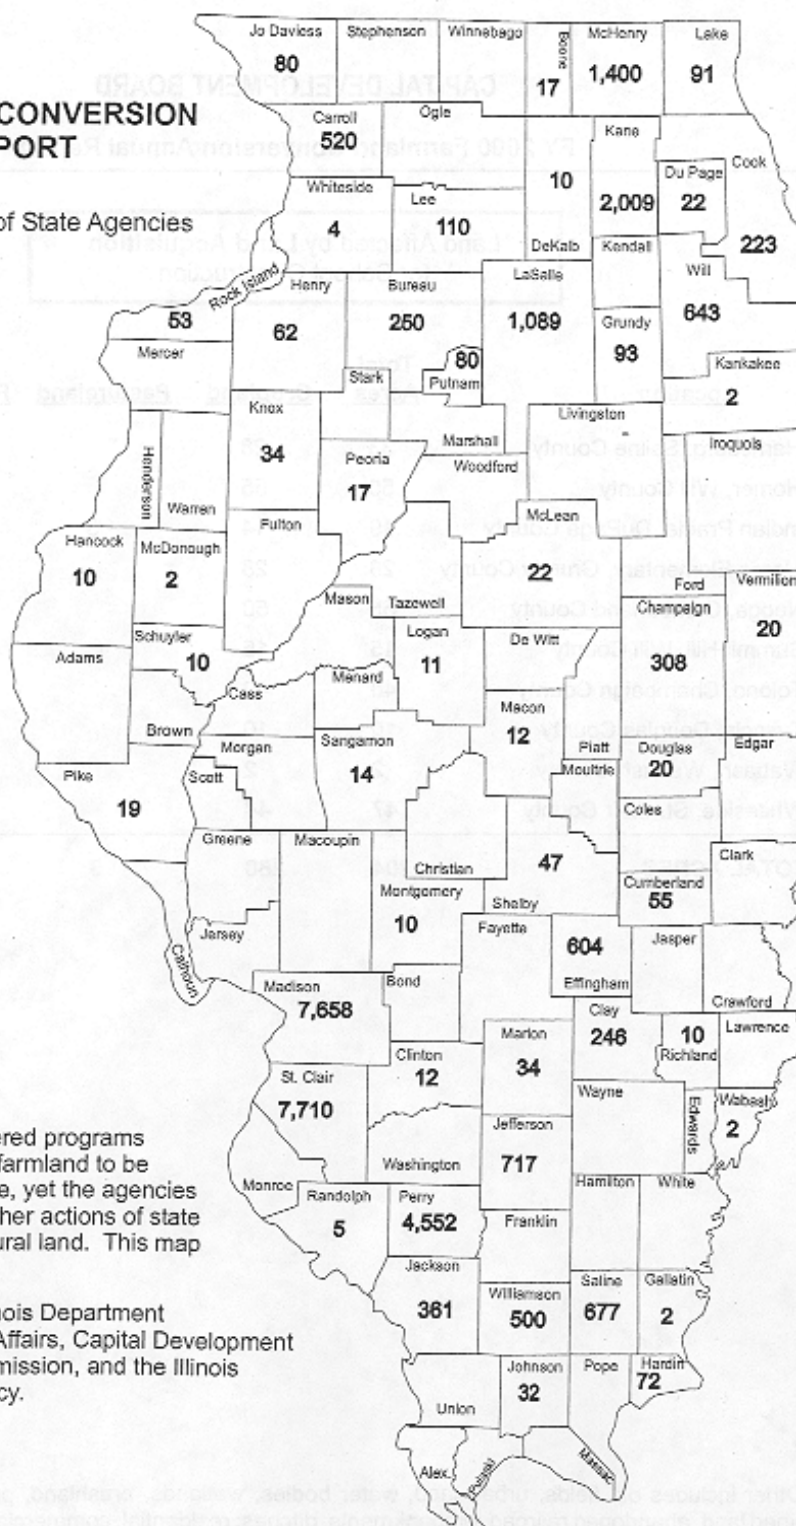 Jo Daviess Stephenson Winnebago Boone McHenry Lake
80 17 1,400 91
CONVERSION
PORT
Carroll Ogle Kane Cook
520
Du Page
Whiteside Lee 10 2,009 22
of State Agencies
4 110 DeKalb Kendall 223
Rock Island Henry Bureau LaSalle Will
53 62 250 1,089 643
Grundy
93
Mercer 80 Kankakee
Stark Putnam 2
Knox Livingston
34 Marshall Iroquois
Peoria Woodford
17
Henderson Warren McLean
Fulton
Hancock McDonough
10 2 22
Ford Vermilion
Mason Tazewell Champaign 20
Schuyler Logan De Witt
10 11 308
Adams Menard
Cass Macon
Brown 12
Morgan Sangamon Piatt Douglas Edgar
Pike Scott 14 Moultrie 20
19 Coles
Greene Macoupin Christian 47 Clark
Montgomery Shelby Cumberland
10 55
Jersey Fayette Jasper
604
Calhoun Effingham
Madison Bond Crawford
7,658 Clay
Marion 246 10 Lawrence
Clinton 34 Richland
St. Clair 12
7,710 Wayne Edwards Wabash
2
ered programs Jefferson
farmland to be 717
e, yet the agencies Washington
Monroe Hamilton White
her actions of state Randolph Perry
ural land. This map 5 4,552 Franklin
Jackson
361 Williamson Saline Gallatin
500 677 2
nois Department
Affairs, Capital Development
mission, and the Illinois
cy.
Johnson Pope Hardin
32 72
Union
Alex. Pulaski Massac